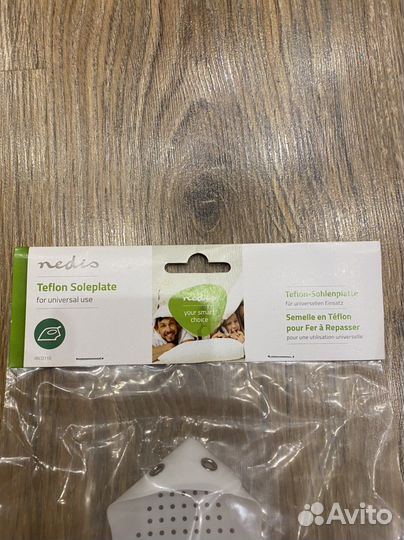 nedis
Teflon Soleplate
for universal use
nedis
your smart
choice
Teflon-Sohlenplatte
für universellen Einsatz
Semelle en Téflon
pour Fer à Repasser
pour une utilisation universelle
Avito